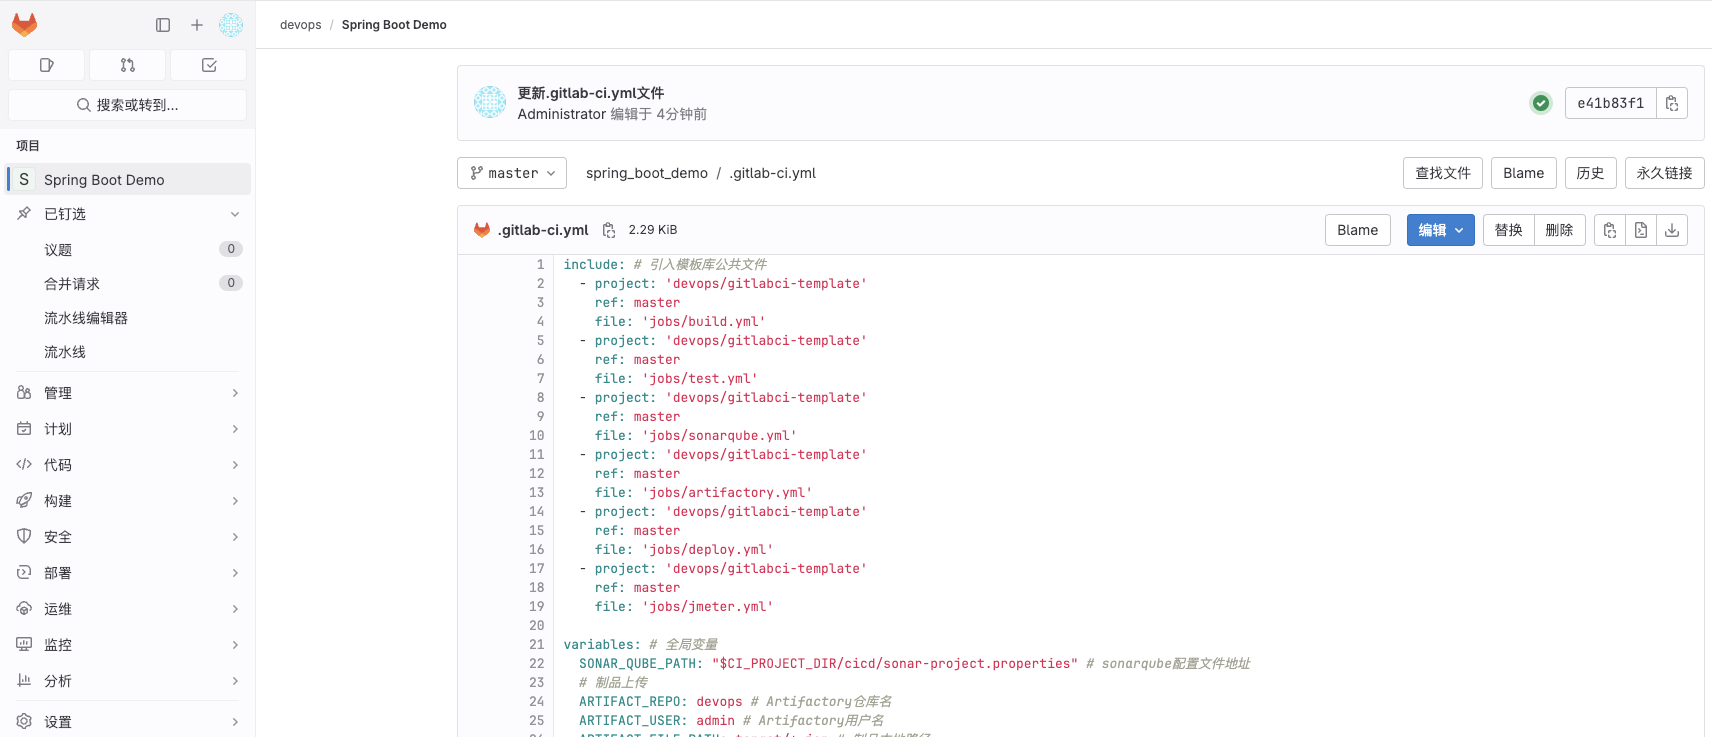 devops / Spring Boot Demo
搜索或转到...
项目
S Spring Boot Demo
已钉选
议题 0
合并请求 0
流水线编辑器
流水线
管理
计划
代码
构建
安全
部署
运维
监控
分析
设置
更新.gitlab-ci.yml文件
Administrator 编辑于 4分钟前
e41b83f1
master
spring_boot_demo / .gitlab-ci.yml
查找文件
Blame
历史
永久链接
.gitlab-ci.yml 2.29 KiB
Blame
编辑
替换
删除
1 include: # 引入模板库公共文件
2   - project: 'devops/gitlabci-template'
3     ref: master
4     file: 'jobs/build.yml'
5   - project: 'devops/gitlabci-template'
6     ref: master
7     file: 'jobs/test.yml'
8   - project: 'devops/gitlabci-template'
9     ref: master
10     file: 'jobs/sonarqube.yml'
11   - project: 'devops/gitlabci-template'
12     ref: master
13     file: 'jobs/artifactory.yml'
14   - project: 'devops/gitlabci-template'
15     ref: master
16     file: 'jobs/deploy.yml'
17   - project: 'devops/gitlabci-template'
18     ref: master
19     file: 'jobs/jmeter.yml'
20
21 variables: # 全局变量
22   SONAR_QUBE_PATH: "$CI_PROJECT_DIR/cicd/sonar-project.properties" # sonarqube配置文件地址
23   # 制品上传
24   ARTIFACT_REPO: devops # Artifactory仓库名
25   ARTIFACT_USER: admin # Artifactory用户名